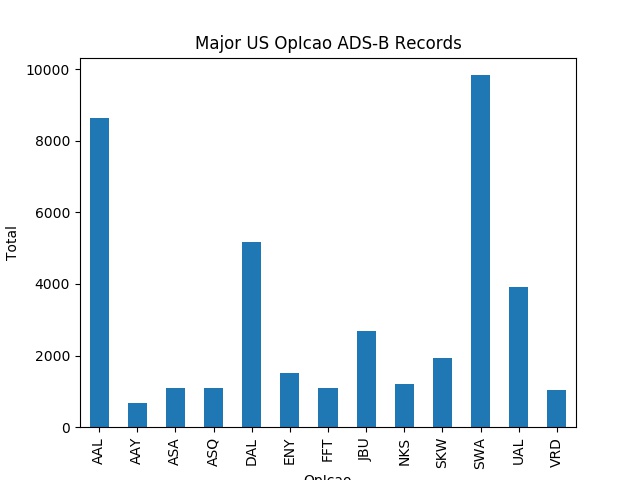 Major US OpIcao ADS-B Records
10000
8000
6000
4000
2000
0
Total
AAL
AAY
ASA
ASQ
DAL
ENY
FFT
JBU
NKS
SKW
SWA
UAL
VRD
OpIcao